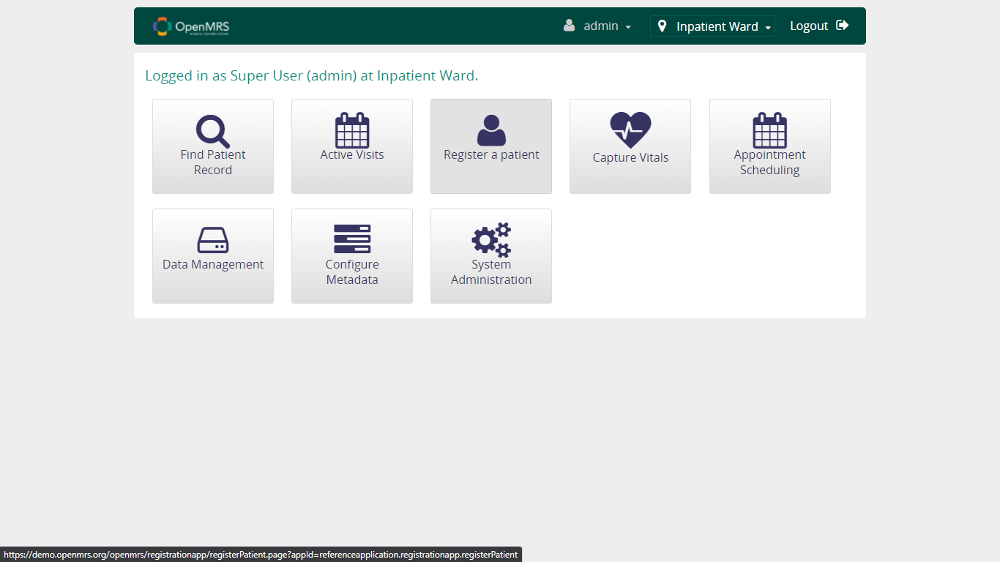 OpenMRS
admin
Inpatient Ward
Logout
Logged in as Super User (admin) at Inpatient Ward.
Find Patient
Record
Active Visits
Register a patient
Capture Vitals
Appointment
Scheduling
Data Management
Configure
Metadata
System
Administration
https://demo.openmrs.org/openmrs/registrationapp/registerPatient.page?appId=referenceapplication.registrationapp.registerPatient